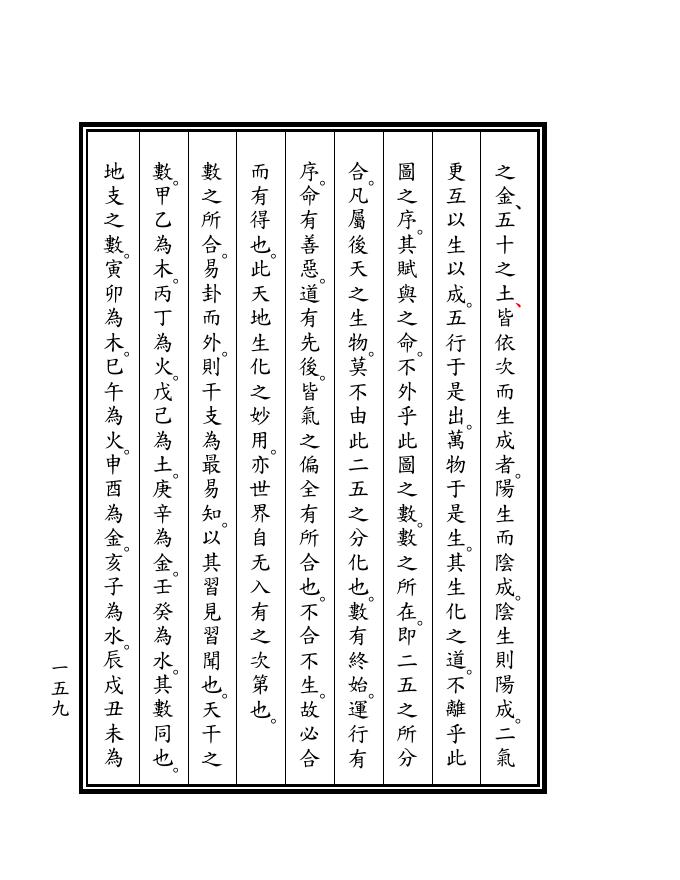 之金、五十之土、皆依次而生成者。陽生而陰成。陰生則陽成。二氣
更互以生以成。五行于是出。萬物于是生。其生化之道。不離乎此
圖之序。其賦與之命。不外乎此圖之數。數之所在。即二五之所分
合。凡屬後天之生物。莫不由此二五之分化也。數有終始。運行有
序。命有善惡。道有先後。皆氣之偏全有所合也。不合不生。故必合
而有得也。此天地生化之妙用。亦世界自无入有之次第也。
數之所合。易卦而外。則干支為最易知。以其習見習聞也。天干之
數。甲乙為木。丙丁為火。戊己為土。庚辛為金。壬癸為水。其數同也。
地支之數。寅卯為木。巳午為火。申酉為金。亥子為水。辰戌丑未為
一五九